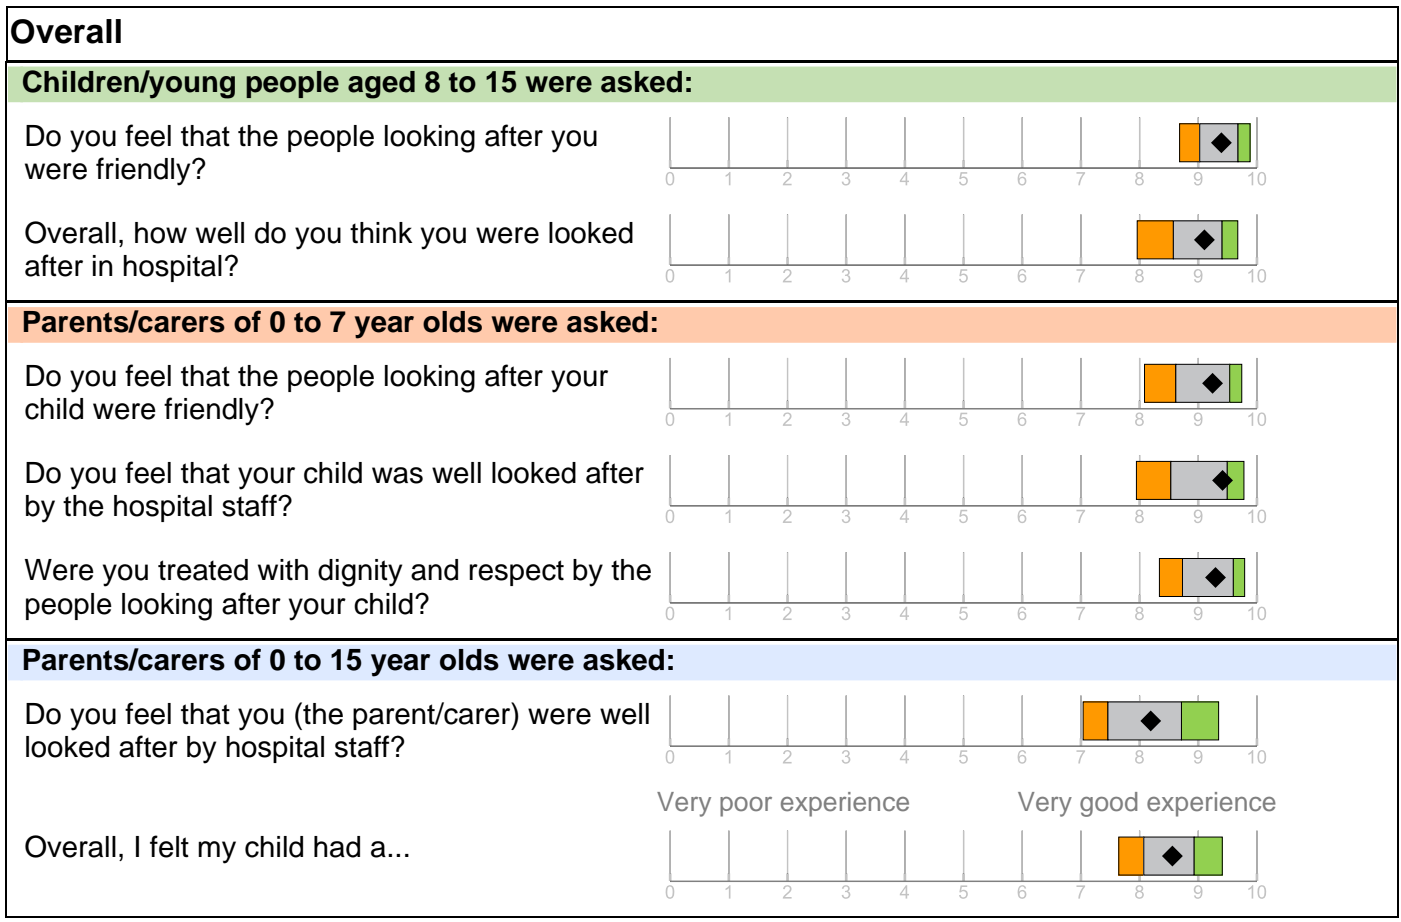 Overall
Children/young people aged 8 to 15 were asked:
Do you feel that the people looking after you
were friendly?
0 1 2 3 4 5 6 7 8 9 10
Overall, how well do you think you were looked
after in hospital?
0 1 2 3 4 5 6 7 8 9 10
Parents/carers of 0 to 7 year olds were asked:
Do you feel that the people looking after your
child were friendly?
0 1 2 3 4 5 6 7 8 9 10
Do you feel that your child was well looked after
by the hospital staff?
0 1 2 3 4 5 6 7 8 9 10
Were you treated with dignity and respect by the
people looking after your child?
0 1 2 3 4 5 6 7 8 9 10
Parents/carers of 0 to 15 year olds were asked:
Do you feel that you (the parent/carer) were well
looked after by hospital staff?
0 1 2 3 4 5 6 7 8 9 10
Very poor experience Very good experience
Overall, I felt my child had a...
0 1 2 3 4 5 6 7 8 9 10